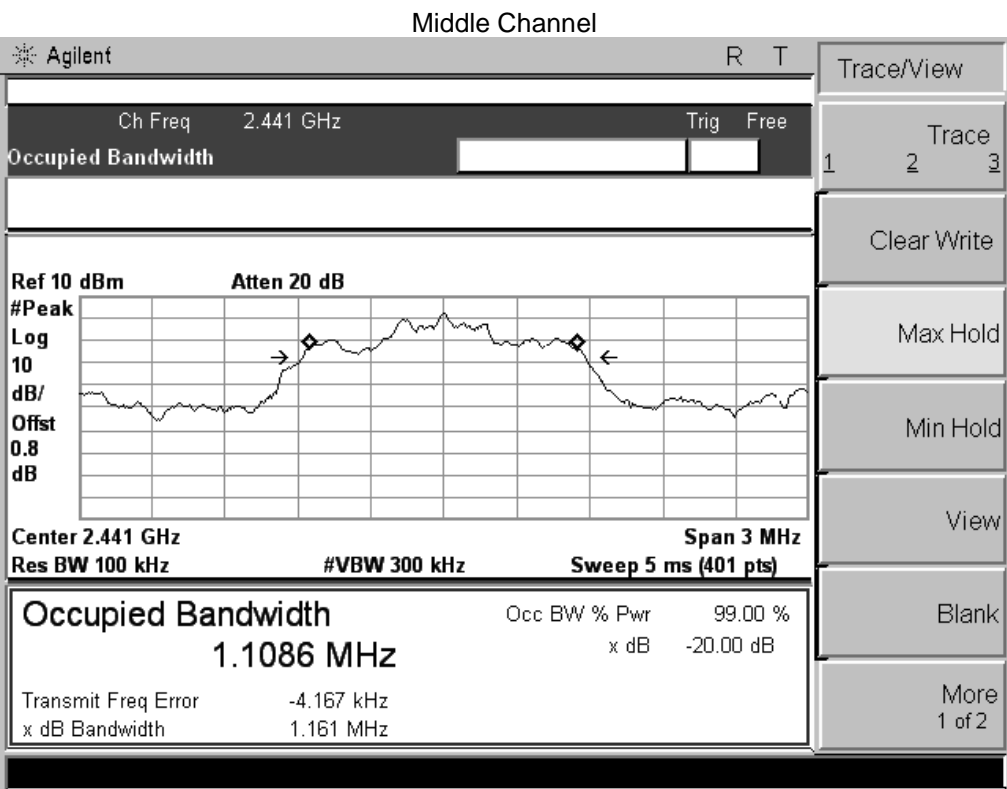 Middle Channel
Agilent R T
Trace/View
Ch Freq 2.441 GHz Trig Free
Occupied Bandwidth
Trace
1 2 3
Clear Write
Max Hold
Min Hold
View
Blank
More
1 of 2
Ref 10 dBm Atten 20 dB
#Peak
Log
10
dB/
Offst
0.8
dB
Center 2.441 GHz Span 3 MHz
Res BW 100 kHz #VBW 300 kHz Sweep 5 ms (401 pts)
Occupied Bandwidth
1.1086 MHz
Occ BW % Pwr 99.00 %
x dB -20.00 dB
Transmit Freq Error -4.167 kHz
x dB Bandwidth 1.161 MHz